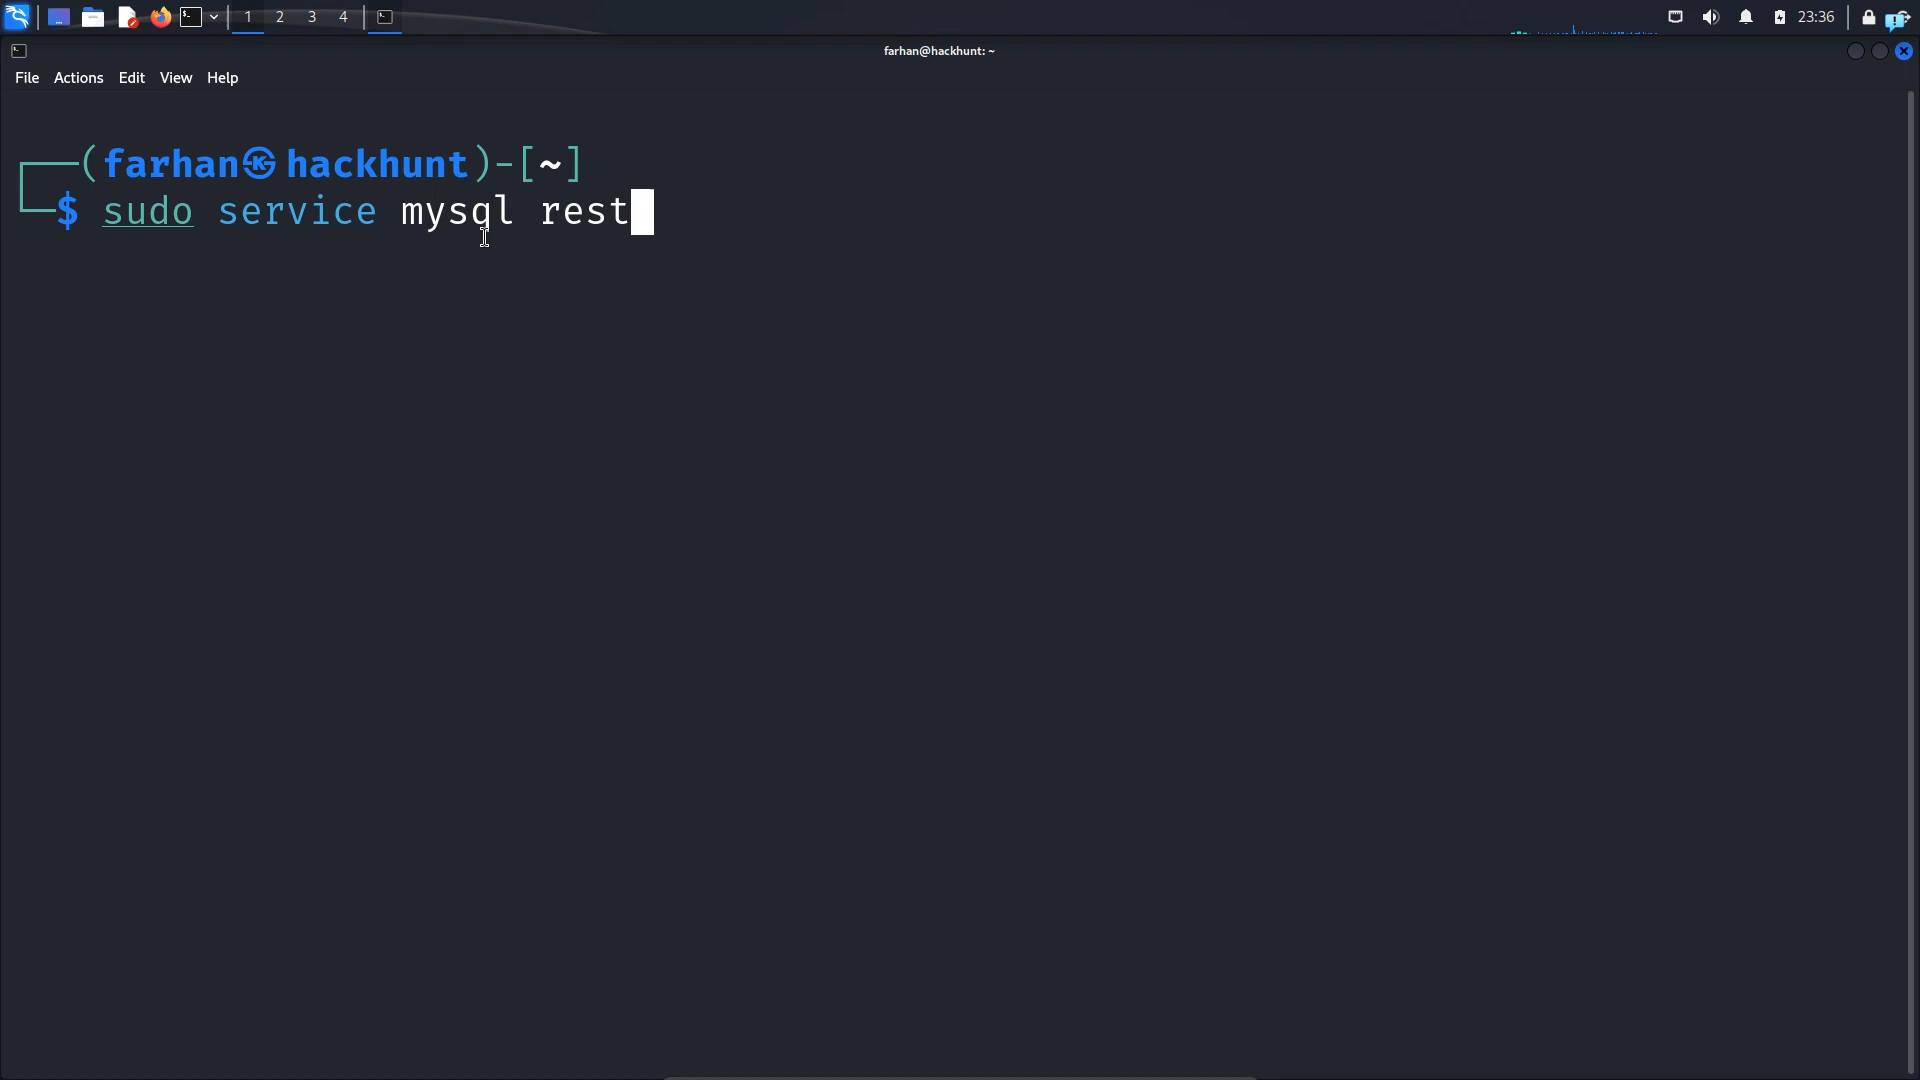 1 2 3 4 23:36
farhan@hackhunt: ~
File Actions Edit View Help
(farhan㉿hackhunt)-[~]
$ sudo service mysql rest